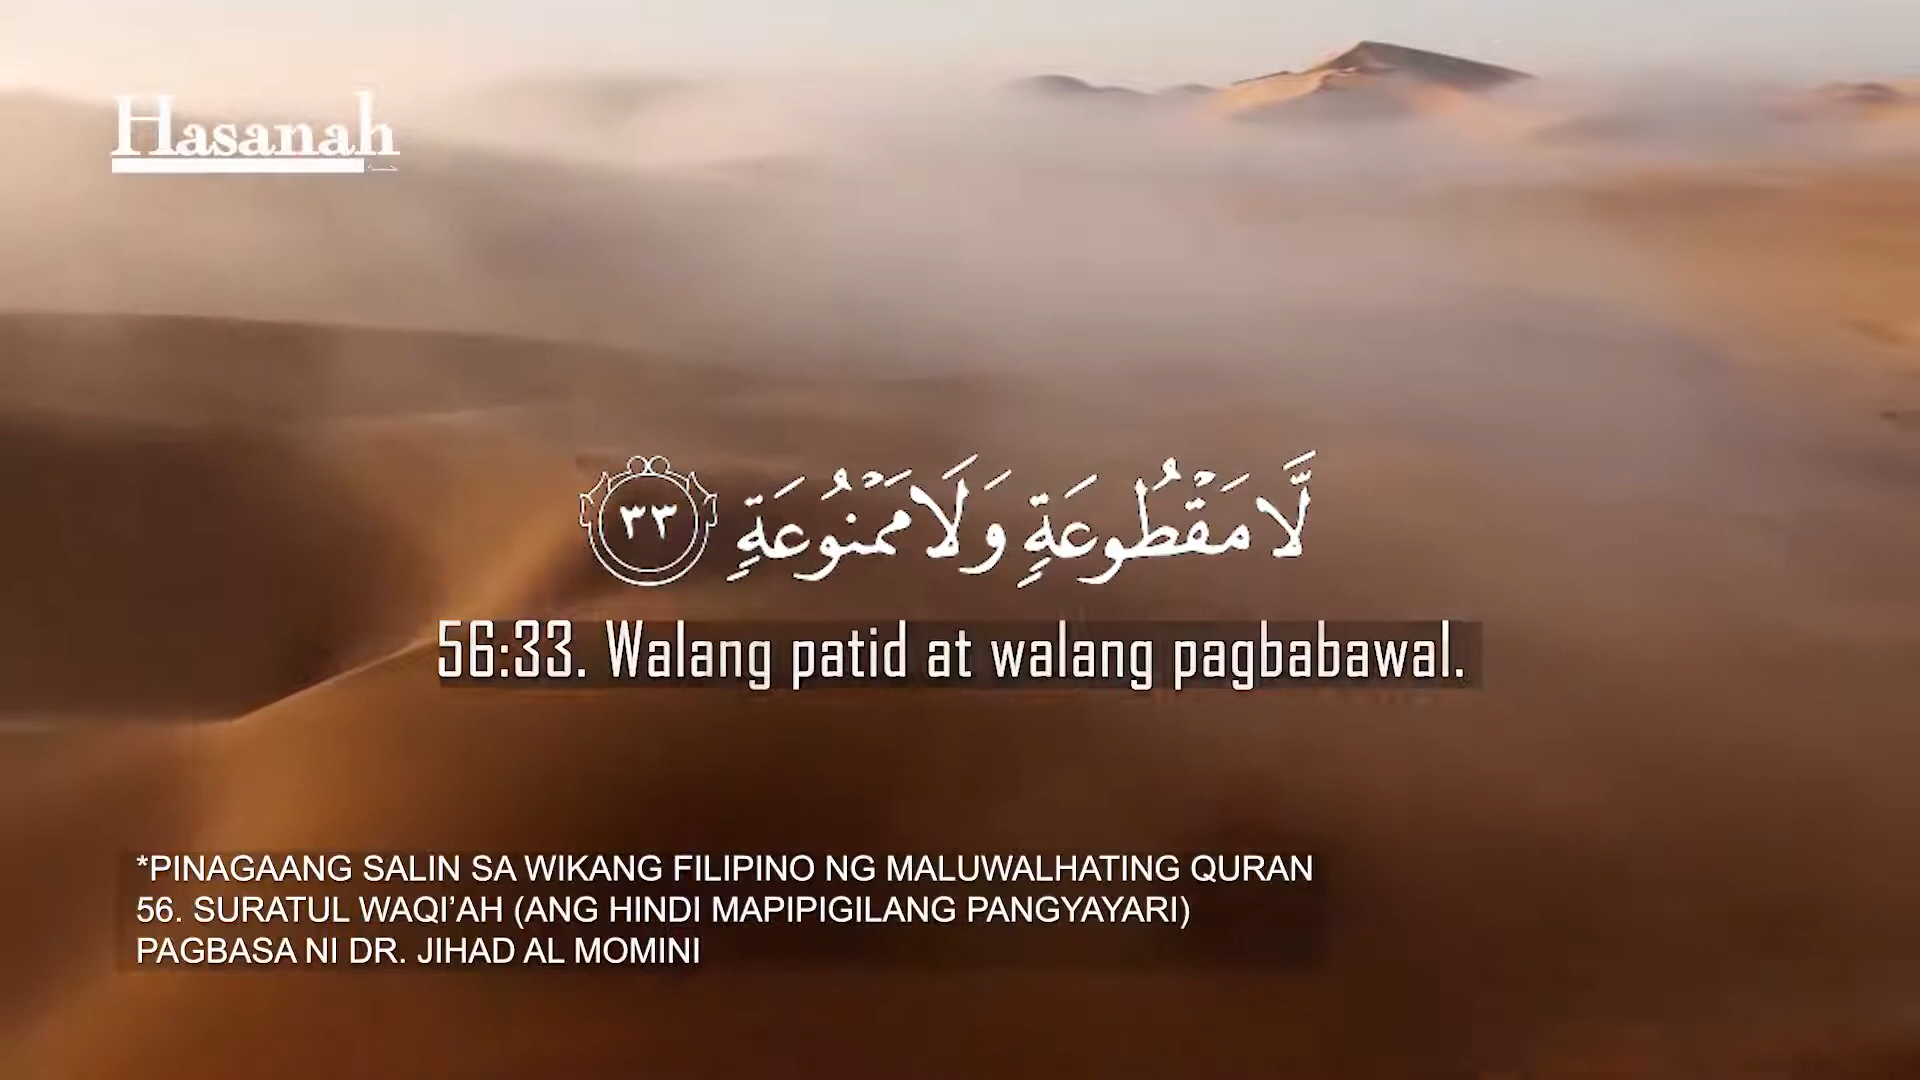 Hasanah
لَّا مَقْطُوعَةٍ وَلَا مَمْنُوعَةٍ ٣٣
56:33. Walang patid at walang pagbabawal.
*PINAGAANG SALIN SA WIKANG FILIPINO NG MALUWALHATING QURAN
56. SURATUL WAQI’AH (ANG HINDI MAPIPIGILANG PANGYAYARI)
PAGBASA NI DR. JIHAD AL MOMINI